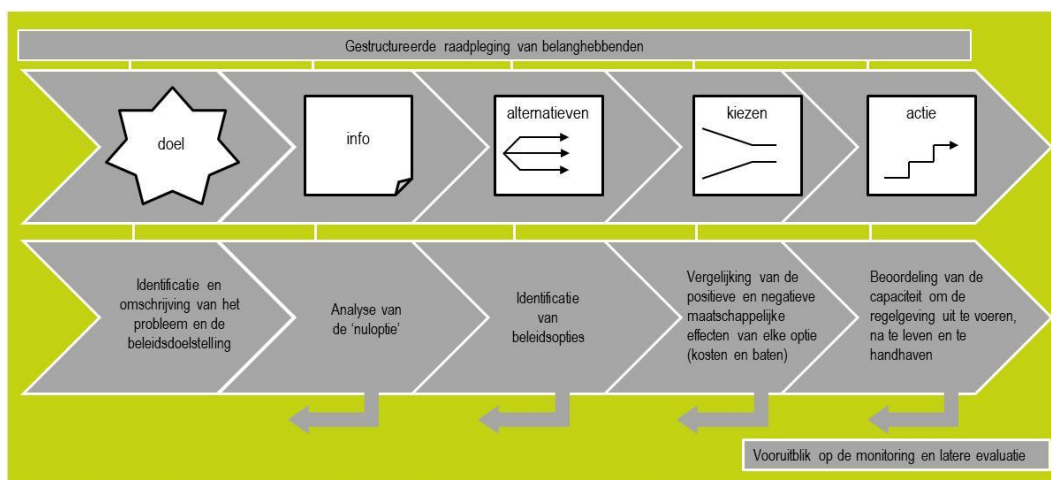 Gestructureerde raadpleging van belanghebbenden
doel
info
alternatieven
kiezen
actie
Identificatie en
omschrijving van het
probleem en de
beleidsdoelstelling
Analyse van
de ‘nuloptie’
Identificatie
van
beleidsopties
Vergelijking van de
positieve en negatieve
maatschappelijke
effecten van elke optie
(kosten en baten)
Beoordeling van de
capaciteit om de
regelgeving uit te voeren,
na te leven en te
handhaven
Vooruitblik op de monitoring en latere evaluatie